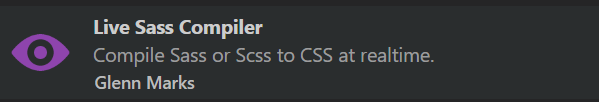 Live Sass Compiler
Compile Sass or Scss to CSS at realtime.
Glenn Marks